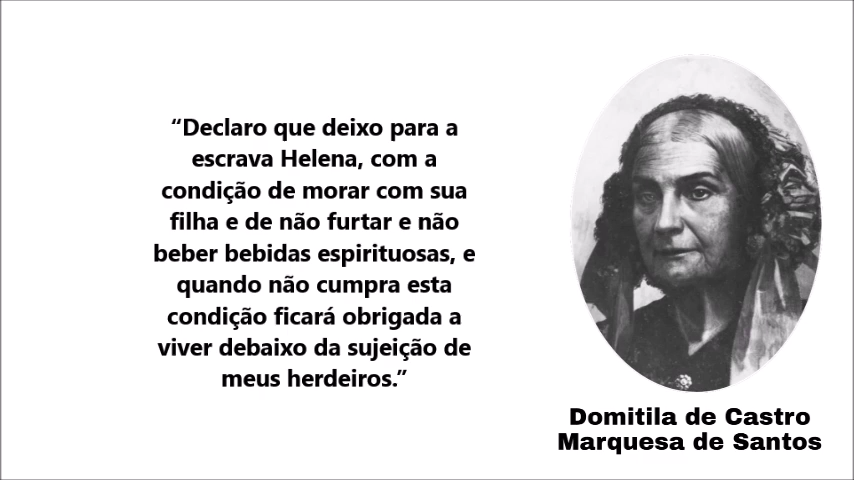 “Declaro que deixo para a
escrava Helena, com a
condição de morar com sua
filha e de não furtar e não
beber bebidas espirituosas, e
quando não cumpra esta
condição ficará obrigada a
viver debaixo da sujeição de
meus herdeiros.”
Domitila de Castro
Marquesa de Santos